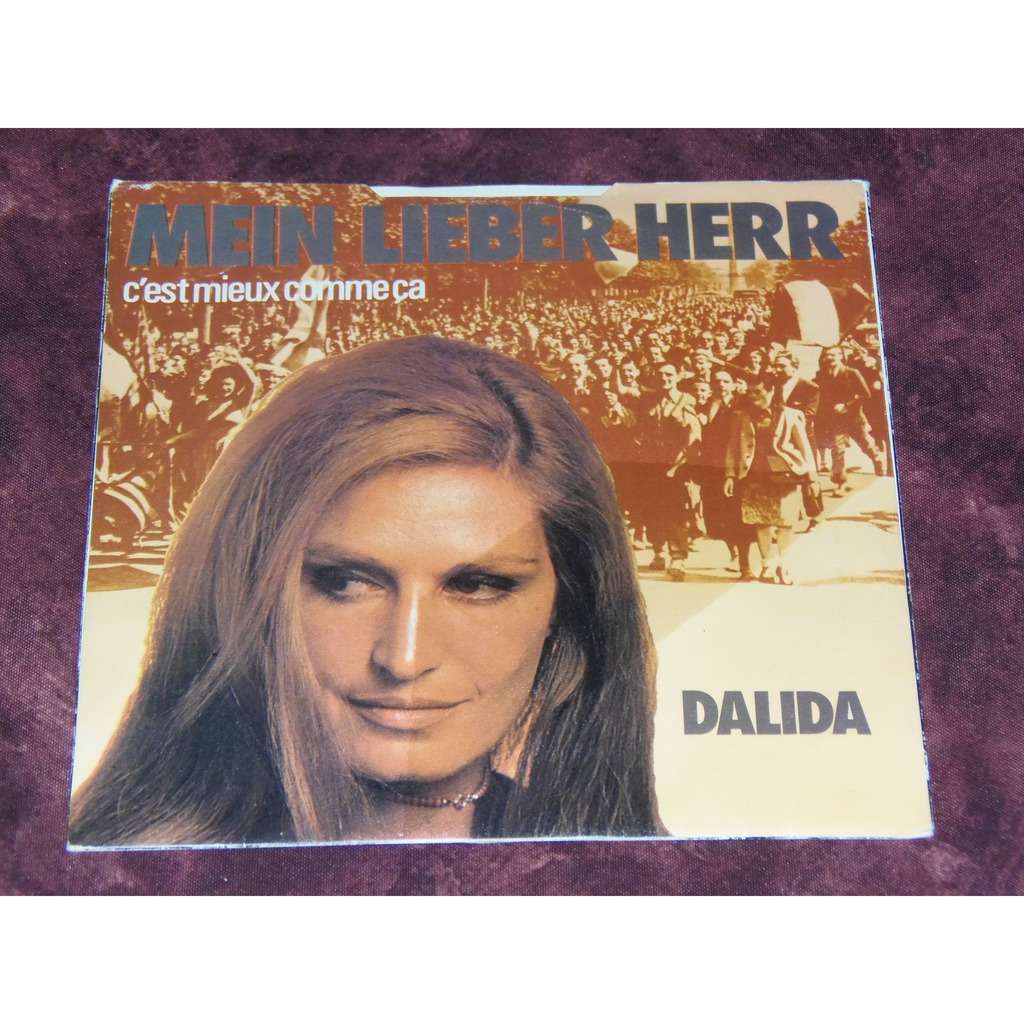 MEIN LIEBER HERR
c'est mieux comme ça
DALIDA